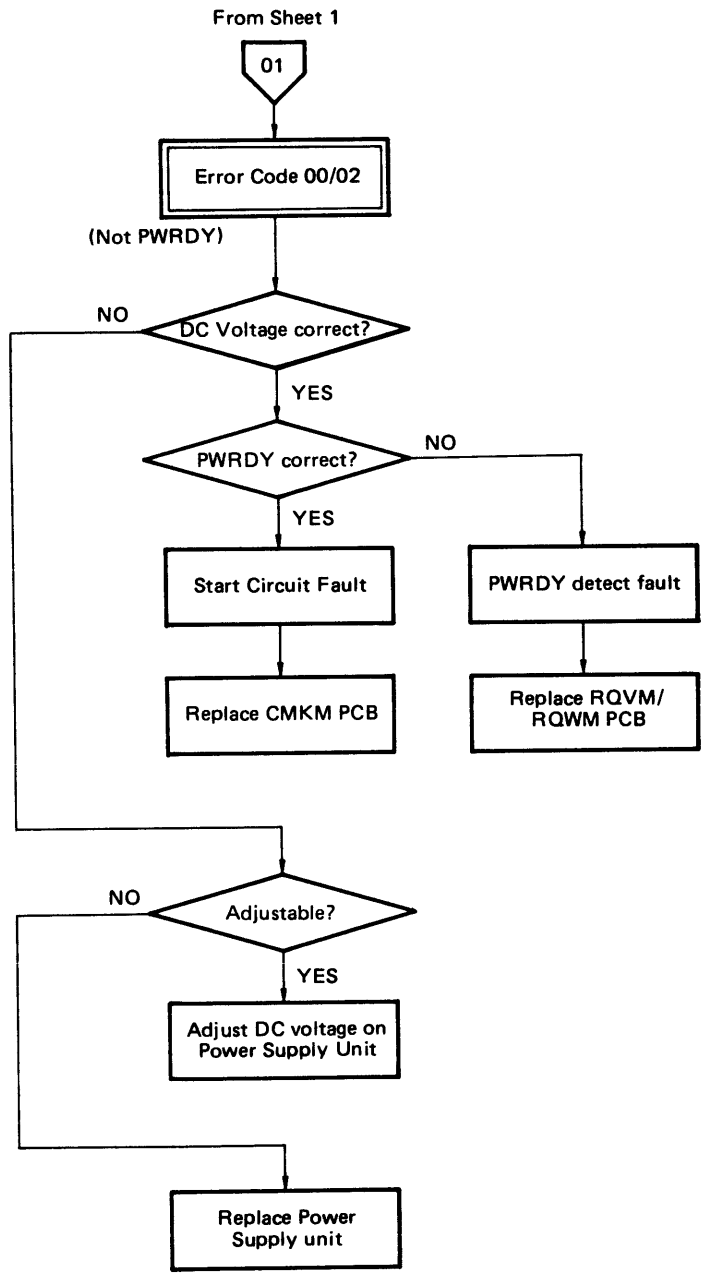 From Sheet 1
01
Error Code 00/02
(Not PWRDY)
NO
DC Voltage correct?
YES
NO
PWRDY correct?
YES
Start Circuit Fault
PWRDY detect fault
Replace CMKM PCB
Replace RQVM/
RQWM PCB
NO
Adjustable?
YES
Adjust DC voltage on
Power Supply Unit
Replace Power
Supply unit